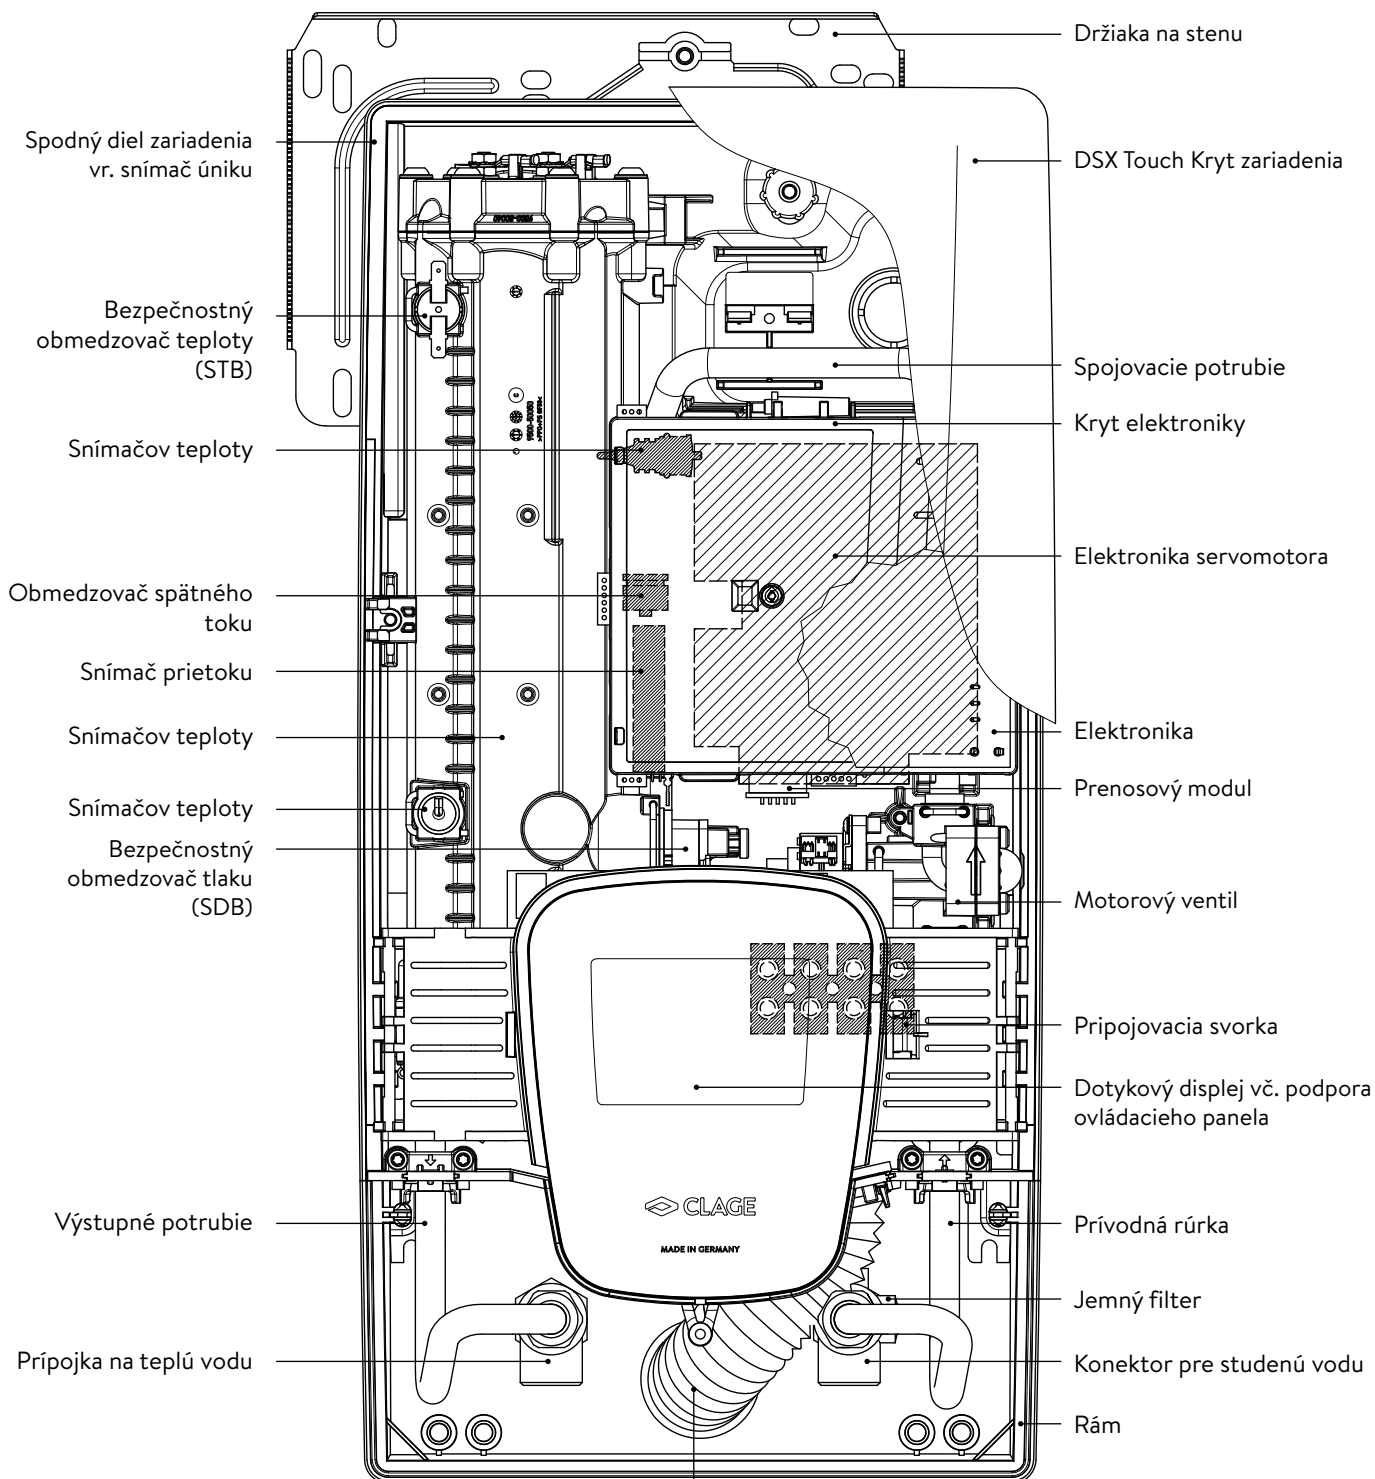 Držiaka na stenu
Spodný diel zariadenia
vr. snímač úniku
DSX Touch Kryt zariadenia
Bezpečnostný
obmedzovač teploty
(STB)
Spojovacie potrubie
Kryt elektroniky
Snímačov teploty
Elektronika servomotora
Obmedzovač spätného
toku
Snímač prietoku
Snímačov teploty
Elektronika
Prenosový modul
Snímačov teploty
Bezpečnostný
obmedzovač tlaku
(SDB)
Motorový ventil
Pripojovacia svorka
Dotykový displej vč. podpora
ovládacieho panela
CLAGE
MADE IN GERMANY
Výstupné potrubie
Prívodná rúrka
Jemný filter
Prípojka na teplú vodu
Konektor pre studenú vodu
Rám